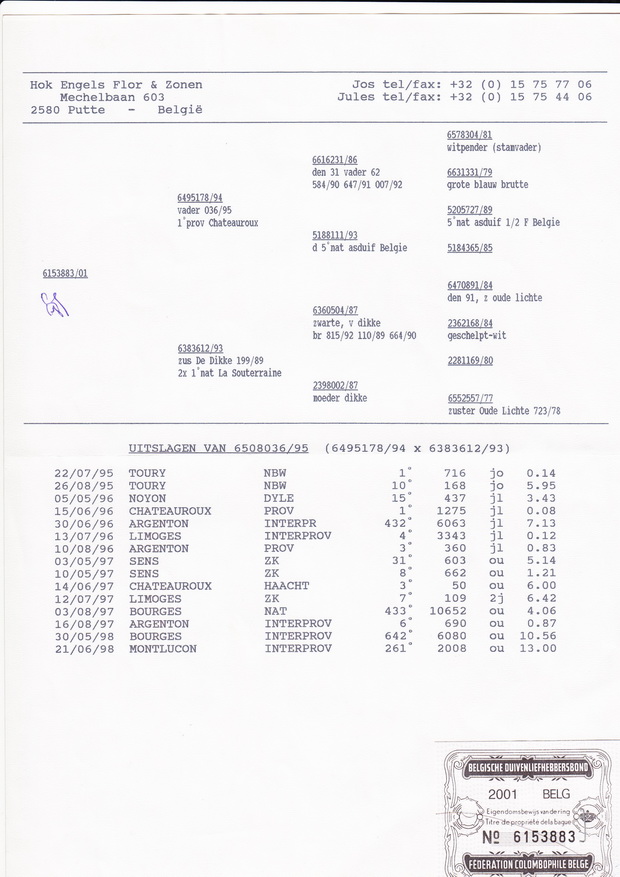 Hok Engels Flor & Zonen
Mechelbaan 603
2580 Putte - België
Jos tel/fax: +32 (0) 15 75 77 06
Jules tel/fax: +32 (0) 15 75 44 06
6153883/01
6495178/94
vader 036/95
1°prov Chateauroux
6383612/93
zus De Dikke 199/89
2x 1°nat La Souterraine
6616231/86
den 31 vader 62
584/90 647/91 007/92
5188111/93
d 5°nat asduif Belgie
6360504/87
zwarte, v dikke
br 815/92 110/89 664/90
2398002/87
moeder dikke
6578304/81
witpender (stamvader)
6631331/79
grote blauw brutte
5205727/89
5°nat asduif 1/2 F Belgie
5184365/85
6470891/84
den 91, z oude lichte
2362168/84
geschelpt-wit
2281169/80
6552557/77
zuster Oude Lichte 723/78
UITSLAGEN VAN 6508036/95 (6495178/94 x 6383612/93)
22/07/95 TOURY NBW 1° 716 jo 0.14
26/08/95 TOURY NBW 10° 168 jo 5.95
05/05/96 NOYON DYLE 15° 437 jl 3.43
15/06/96 CHATEAUROUX PROV 1° 1275 jl 0.08
30/06/96 ARGENTON INTERPR 432° 6063 jl 7.13
13/07/96 LIMOGES INTERPROV 4° 3343 jl 0.12
10/08/96 ARGENTON PROV 3° 360 jl 0.83
03/05/97 SENS ZK 31° 603 ou 5.14
10/05/97 SENS ZK 8° 662 ou 1.21
14/06/97 CHATEAUROUX HAACHT 3° 50 ou 6.00
12/07/97 LIMOGES ZK 7° 109 2j 6.42
03/08/97 BOURGES NAT 433° 10652 ou 4.06
16/08/97 ARGENTON INTERPROV 6° 690 ou 0.87
30/05/98 BOURGES INTERPROV 642° 6080 ou 10.56
21/06/98 MONTLUCON INTERPROV 261° 2008 ou 13.00
BELGISCHE DUIVENLIEFHEBBERSBOND
2001 BELG
Eigendomsbewijs van de ring
Titre de propriété de la bague
Nº 6153883
FÉDÉRATION COLOMBOPHILE BELGE